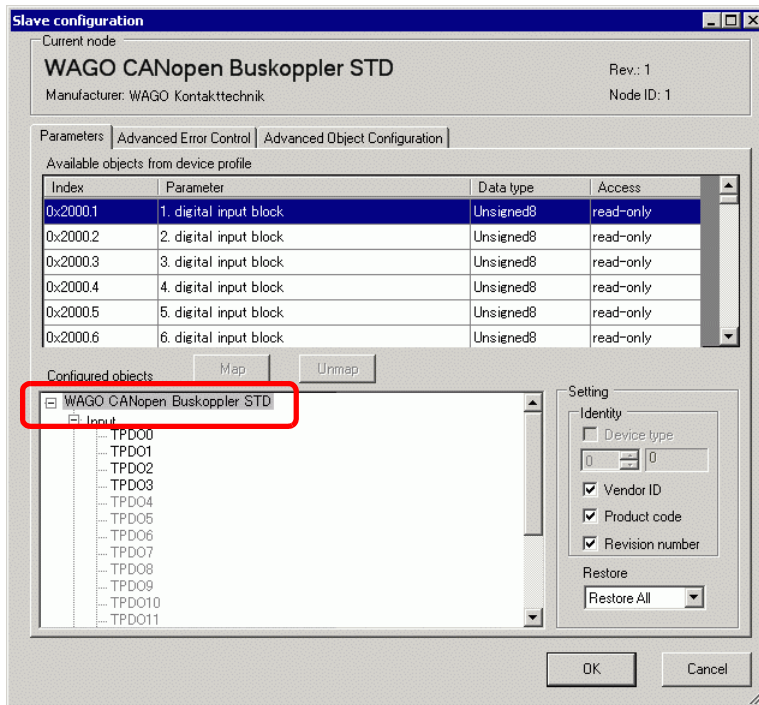 Slave configuration
Current node
WAGO CANopen Buskoppler STD
Rev.: 1
Manufacturer: WAGO Kontakttechnik
Node ID: 1
Parameters Advanced Error Control Advanced Object Configuration
Available objects from device profile
Index Parameter Data type Access
0x2000.1 1. digital input block Unsigned8 read-only
0x2000.2 2. digital input block Unsigned8 read-only
0x2000.3 3. digital input block Unsigned8 read-only
0x2000.4 4. digital input block Unsigned8 read-only
0x2000.5 5. digital input block Unsigned8 read-only
0x2000.6 6. digital input block Unsigned8 read-only
Configured objects Map Unmap
WAGO CANopen Buskoppler STD
Input
TPDO0
TPDO1
TPDO2
TPDO3
TPDO4
TPDO5
TPDO6
TPDO7
TPDO8
TPDO9
TPDO10
TPDO11
Setting
Identity
Device type
0 0
Vendor ID
Product code
Revision number
Restore
Restore All
OK Cancel